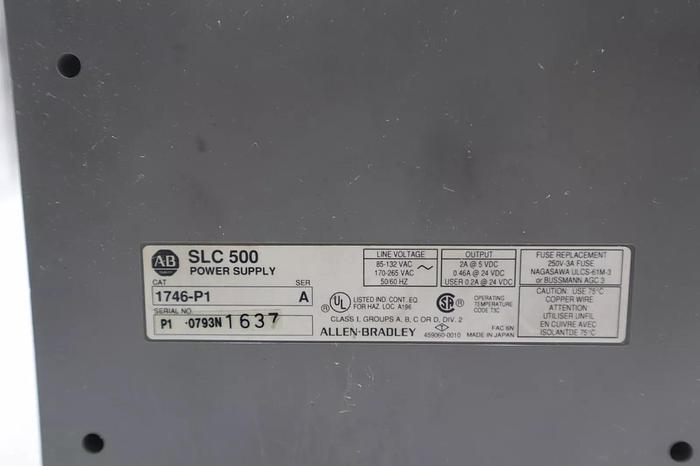 AB
SLC 500
POWER SUPPLY
CAT
SER
1746-P1
A
SERIAL NO.
P1 -0793N 1637
LINE VOLTAGE
85-132 VAC
170-265 VAC ~
50/60 HZ
OUTPUT
2A @ 5 VDC
0.46A @ 24 VDC
USER 0.2A @ 24 VDC
FUSE REPLACEMENT
250V-3A FUSE
NAGASAWA ULCS-61M-3
or BUSSMANN AGC 3
UL
LISTED IND. CONT. EQ.
FOR HAZ. LOC. A196
SA
OPERATING
TEMPERATURE
CODE T3C
CLASS I, GROUPS A, B, C OR D, DIV. 2
ALLEN-BRADLEY
459060-0010
FAC 6N
MADE IN JAPAN
CAUTION: USE 75°C
COPPER WIRE
ATTENTION
UTILISER UNFIL
EN CUIVRE AVEC
ISOLANTDE 75°C